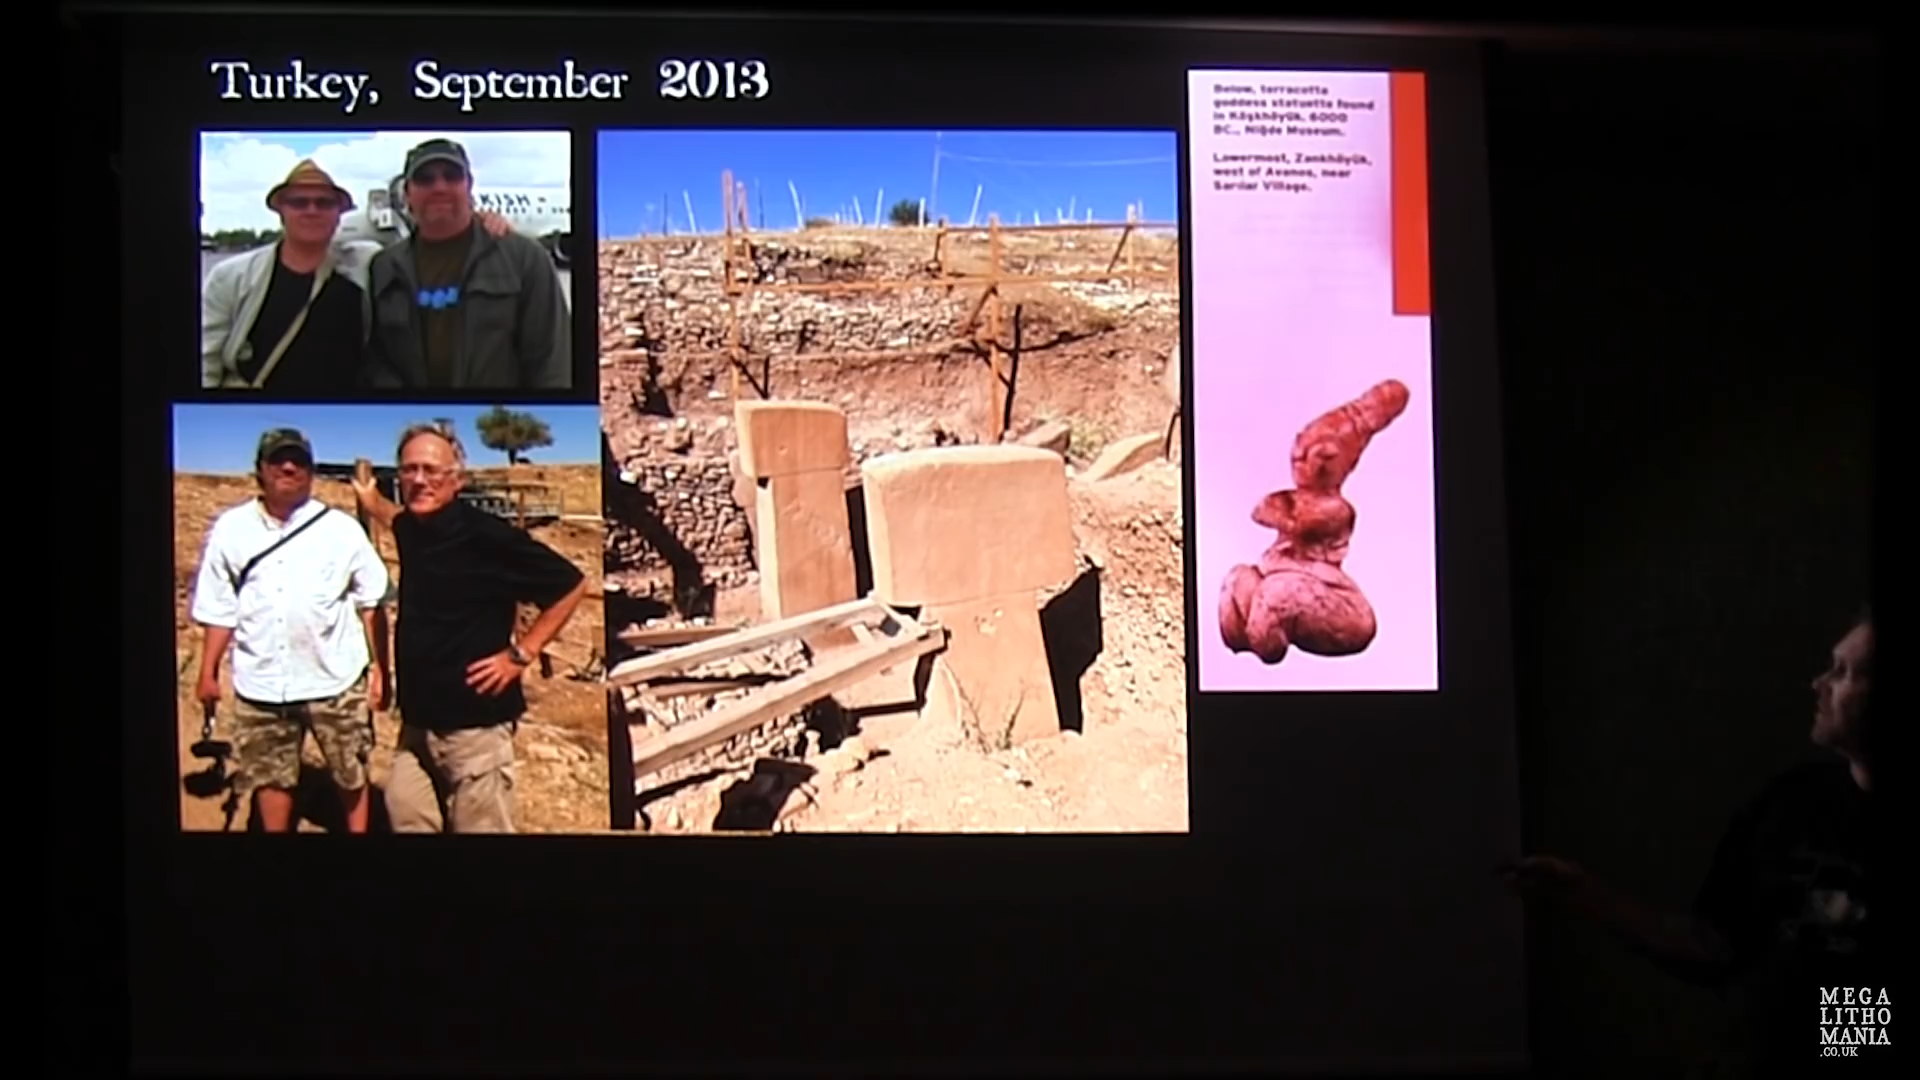 Turkey, September 2013
KISH
Below, terracotta
goddess statuette found
in Köşkhöyük. 6000
BC., Niğde Museum.
Lowermost, Zankhöyük,
west of Avanos, near
Sarılar Village.
MEGA
LITHO
MANIA
.CO.UK